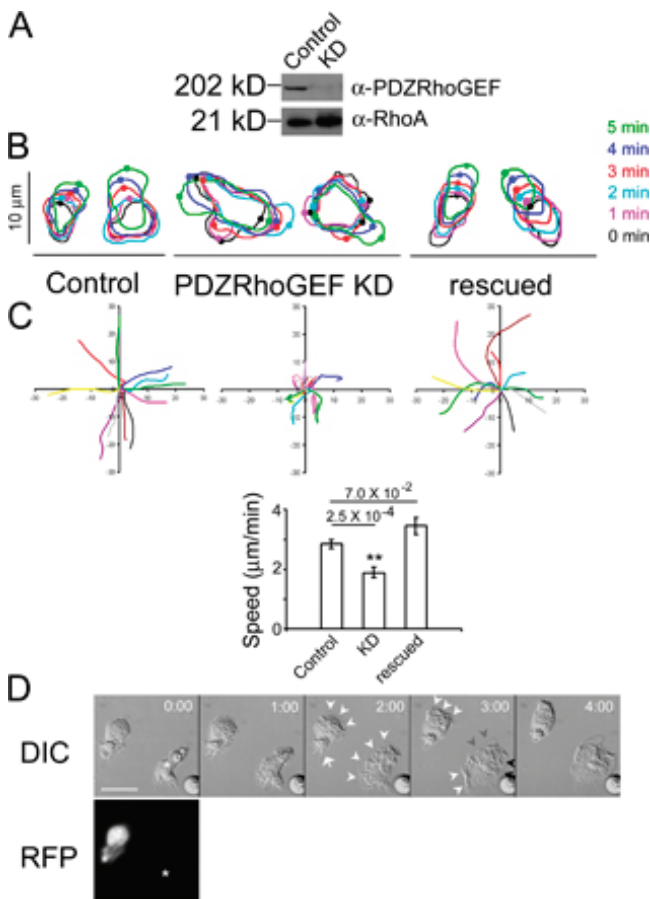 A
Control
KD
202 kD
α-PDZRhoGEF
21 kD
α-RhoA
B
10 μm
5 min
4 min
3 min
2 min
1 min
0 min
Control
PDZRhoGEF KD
rescued
C
7.0 X 10-2
2.5 X 10-4
**
Speed (μm/min)
4
2
0
Control
KD
rescued
D
DIC
0:00
1:00
2:00
3:00
4:00
RFP
*